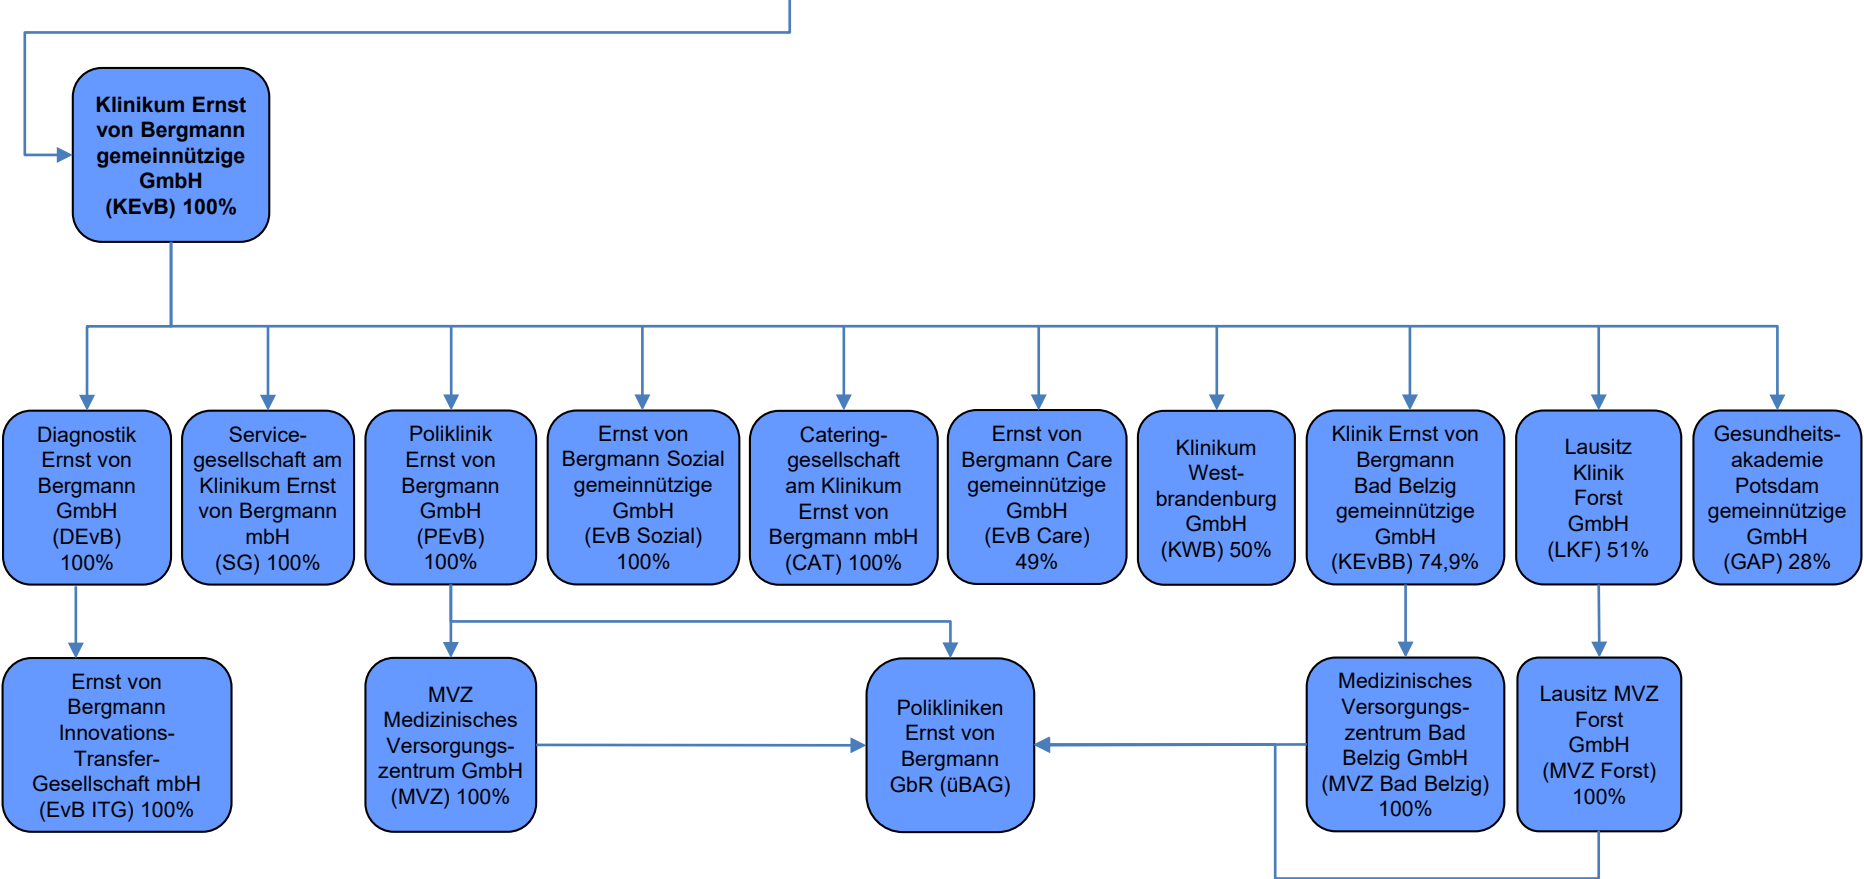 Klinikum Ernst
von Bergmann
gemeinnützige
GmbH
(KEvB) 100%
Diagnostik
Ernst von
Bergmann
GmbH
(DEvB)
100%
Service-
gesellschaft am
Klinikum Ernst
von Bergmann
mbH
(SG) 100%
Poliklinik
Ernst von
Bergmann
GmbH
(PEvB)
100%
Ernst von
Bergmann Sozial
gemeinnützige
GmbH
(EvB Sozial)
100%
Catering-
gesellschaft
am Klinikum
Ernst von
Bergmann mbH
(CAT) 100%
Ernst von
Bergmann Care
gemeinnützige
GmbH
(EvB Care)
49%
Klinikum
West-
brandenburg
GmbH
(KWB) 50%
Klinik Ernst von
Bergmann
Bad Belzig
gemeinnützige
GmbH
(KEvBB) 74,9%
Lausitz
Klinik
Forst
GmbH
(LKF) 51%
Gesundheits-
akademie
Potsdam
gemeinnützige
GmbH
(GAP) 28%
Ernst von
Bergmann
Innovations-
Transfer-
Gesellschaft mbH
(EvB ITG) 100%
MVZ
Medizinisches
Versorgungs-
zentrum GmbH
(MVZ) 100%
Polikliniken
Ernst von
Bergmann
GbR (üBAG)
Medizinisches
Versorgungs-
zentrum Bad
Belzig GmbH
(MVZ Bad Belzig)
100%
Lausitz MVZ
Forst
GmbH
(MVZ Forst)
100%